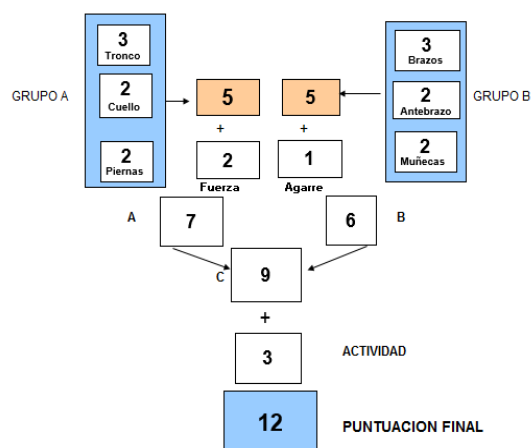 3
Tronco
3
Brazos
GRUPO A
2
Cuello
5
5
2
Antebrazo
GRUPO B
+
+
2
Piernas
2
Fuerza
1
Agarre
2
Muñecas
A
7
6
B
C
9
+
3
ACTIVIDAD
12
PUNTUACION FINAL